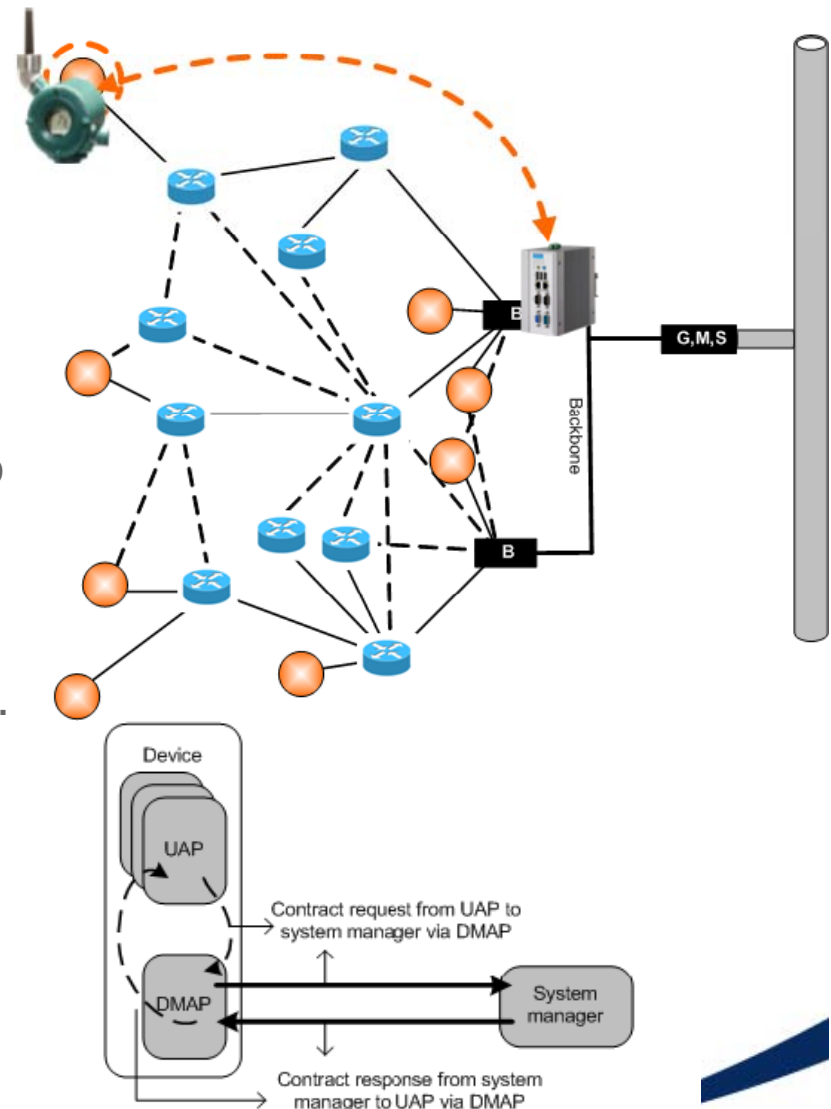 B
G,M,S
Backbone
)
B
.
Device
UAP
Contract request from UAP to
system manager via DMAP
DMAP
System
manager
Contract response from system
manager to UAP via DMAP